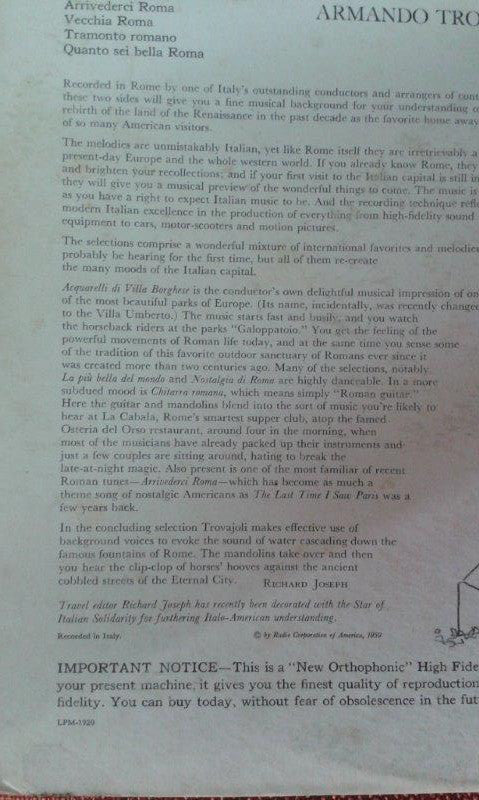 Arrivederci Roma
ARMANDO TRO
Vecchia Roma
Tramonto romano
Quanto sei bella Roma
Recorded in Rome by one of Italy's outstanding conductors and arrangers of cont
these two sides will give you a fine musical background for your understanding o
rebirth of the land of the Renaissance in the past decade as the favorite home away
of so many American visitors.
The melodies are unmistakably Italian, yet like Rome itself they are irretrievably a
present-day Europe and the whole western world. If you already know Rome, they
and brighten your recollections; and if your first visit to the Italian capital is still in
they will give you a musical preview of the wonderful things to come. The music is
as you have a right to expect Italian music to be. And the recording technique refle
modern Italian excellence in the production of everything from high-fidelity sound
equipment to cars, motor-scooters and motion pictures.
The selections comprise a wonderful mixture of international favorites and melodies
probably be hearing for the first time, but all of them re-create
the many moods of the Italian capital.
Acquarelli di Villa Borghese is the conductor's own delightful musical impression of on
of the most beautiful parks of Europe. (Its name, incidentally, was recently changed
to the Villa Umberto.) The music starts fast and busily, and you watch
the horseback riders at the parks "Galoppatoio." You get the feeling of the
powerful movements of Roman life today, and at the same time you sense some
of the tradition of this favorite outdoor sanctuary of Romans ever since it
was created more than two centuries ago. Many of the selections, notably
La più bella del mondo and Nostalgia di Roma are highly danceable. In a more
subdued mood is Chitarra romana, which means simply "Roman guitar."
Here the guitar and mandolins blend into the sort of music you're likely to
hear at La Cabala, Rome's smartest supper club, atop the famed
Osteria del Orso restaurant, around four in the morning, when
most of the musicians have already packed up their instruments and
just a few couples are sitting around, hating to break the
late-at-night magic. Also present is one of the most familiar of recent
Roman tunes—Arrivederci Roma—which has become as much a
theme song of nostalgic Americans as The Last Time I Saw Paris was a
few years back.
In the concluding selection Trovajoli makes effective use of
background voices to evoke the sound of water cascading down the
famous fountains of Rome. The mandolins take over and then
you hear the clip-clop of horses' hooves against the ancient
cobbled streets of the Eternal City. RICHARD JOSEPH
Travel editor Richard Joseph has recently been decorated with the Star of
Italian Solidarity for furthering Italo-American understanding.
Recorded in Italy. © by Radio Corporation of America, 1959
IMPORTANT NOTICE—This is a "New Orthophonic" High Fide
your present machine, it gives you the finest quality of reproduction
fidelity. You can buy today, without fear of obsolescence in the fut
LPM-1920